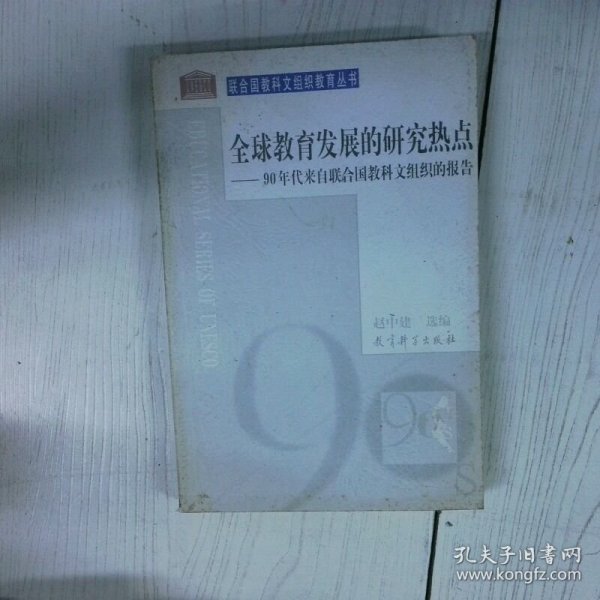 联合国教科文组织教育丛书
全球教育发展的研究热点
——90年代来自联合国教科文组织的报告
EDUCATIONAL SERIES OF UNESCO
赵中建 选编
教育科学出版社
90
90s
孔夫子旧书网
www.kongfz.com